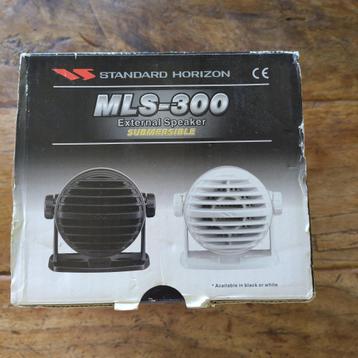 STANDARD HORIZON
CE
MLS-300
External Speaker
SUBMERSIBLE
* Available in black or white